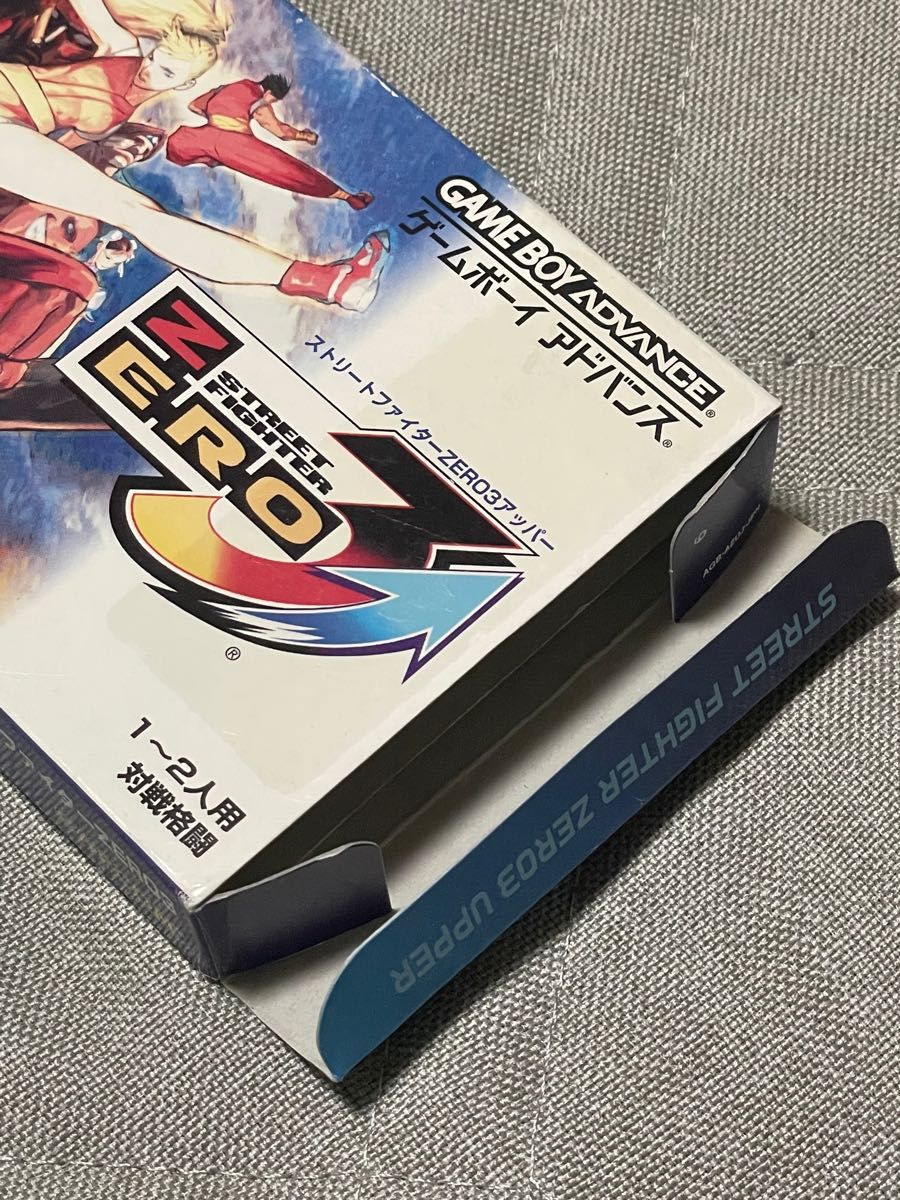 GAME BOY ADVANCE
ゲームボーイ アドバンス
ストリートファイターZERO3アッパー
STREET FIGHTER
ZERO 3
1〜2人用
対戦格闘
STREET FIGHTER ZERO3 UPPER